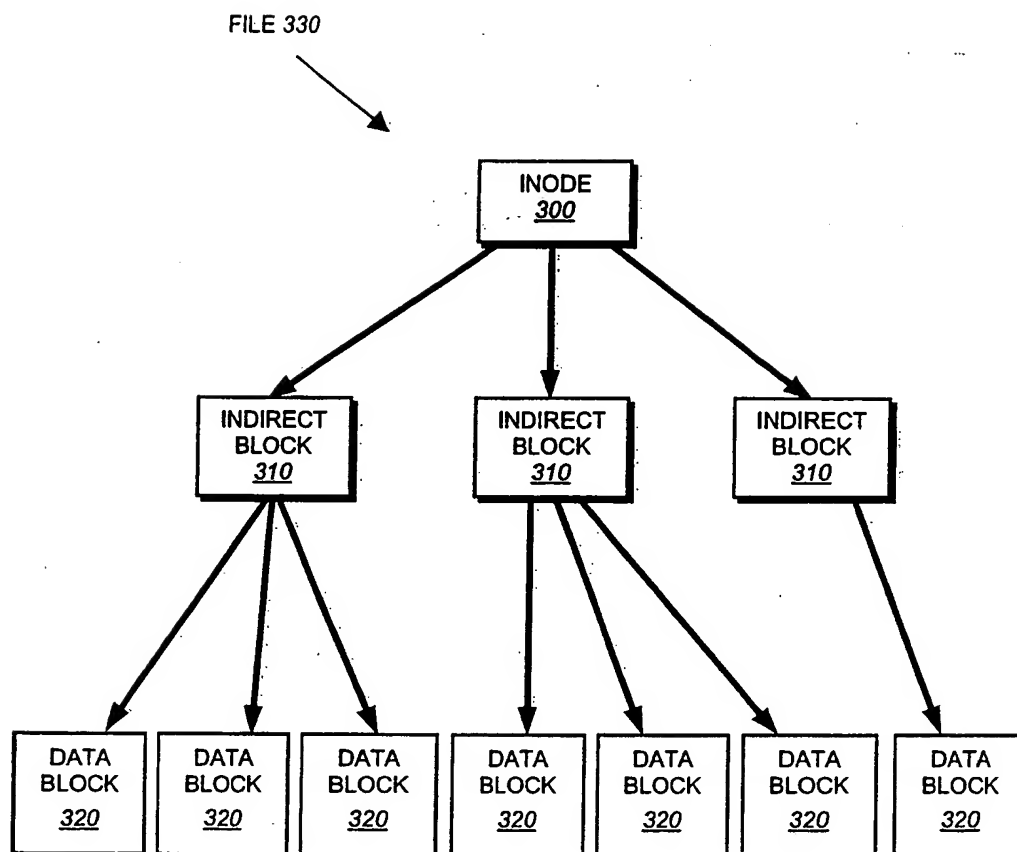 FILE 330
INODE
300
INDIRECT
BLOCK
310
INDIRECT
BLOCK
310
INDIRECT
BLOCK
310
DATA
BLOCK
320
DATA
BLOCK
320
DATA
BLOCK
320
DATA
BLOCK
320
DATA
BLOCK
320
DATA
BLOCK
320
DATA
BLOCK
320